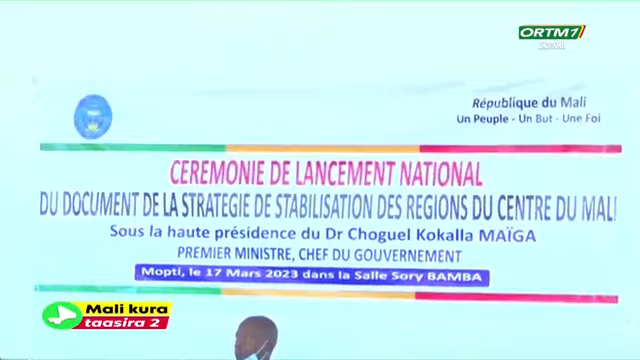 ORTM1
République du Mali
Un Peuple - Un But - Une Foi
CEREMONIE DE LANCEMENT NATIONAL
DU DOCUMENT DE LA STRATEGIE DE STABILISATION DES REGIONS DU CENTRE DU MALI
Sous la haute présidence du Dr Choguel Kokalla MAÏGA
PREMIER MINISTRE, CHEF DU GOUVERNEMENT
Mopti, le 17 Mars 2023 dans la Salle Sory BAMBA
Mali kura
taasira 2